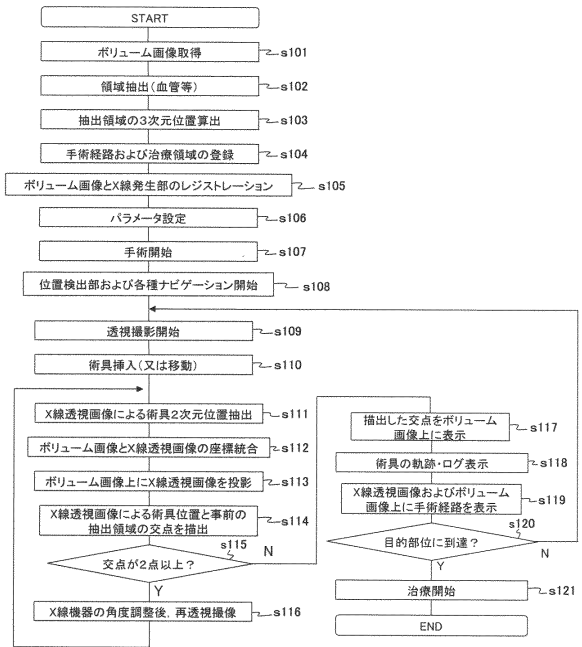 START
ボリューム画像取得
s101
領域抽出(血管等)
s102
抽出領域の3次元位置算出
s103
手術経路および治療領域の登録
s104
ボリューム画像とX線発生部のレジストレーション
s105
パラメータ設定
s106
手術開始
s107
位置検出部および各種ナビゲーション開始
s108
透視撮影開始
s109
術具挿入(又は移動)
s110
X線透視画像による術具2次元位置抽出
s111
ボリューム画像とX線透視画像の座標統合
s112
ボリューム画像上にX線透視画像を投影
s113
X線透視画像による術具位置と事前の
抽出領域の交点を描出
s114
s115
交点が2点以上?
N
Y
X線機器の角度調整後, 再透視撮像
s116
描出した交点をボリューム
画像上に表示
s117
術具の軌跡・ログ表示
s118
X線透視画像およびボリューム
画像上に手術経路を表示
s119
s120
目的部位に到達?
N
Y
治療開始
s121
END